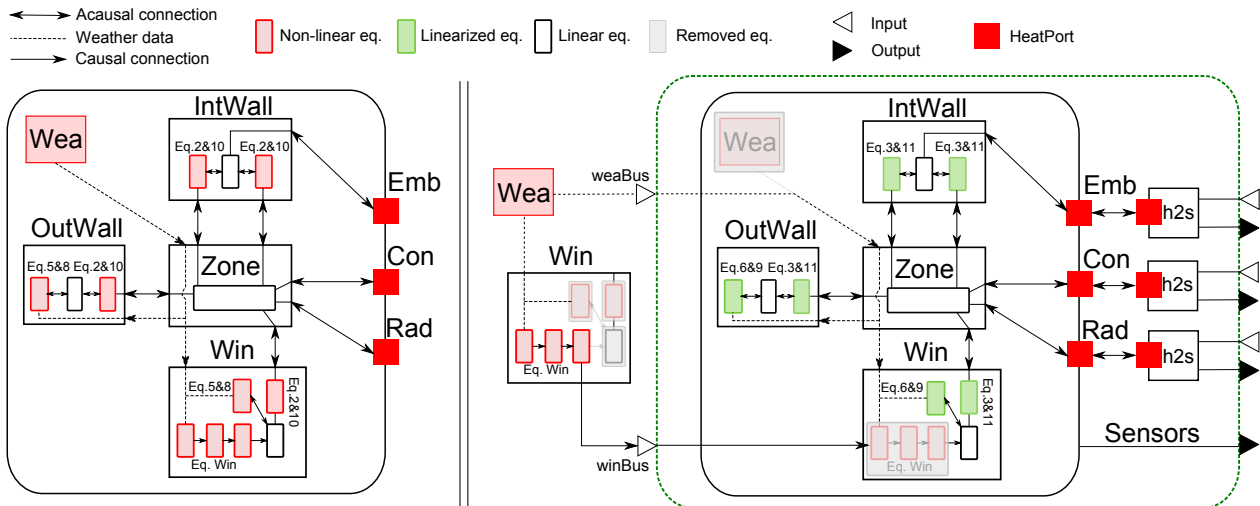 Acausal connection
Weather data
Causal connection
Non-linear eq.
Linearized eq.
Linear eq.
Removed eq.
Input
Output
HeatPort
IntWall
Wea
Eq.2&10
Eq.2&10
Emb
OutWall
Eq.5&8
Eq.2&10
Zone
Con
Rad
Win
Eq.5&8
Eq.2&10
Eq. Win
Wea
weaBus
Win
Eq. Win
winBus
IntWall
Wea
Eq.3&11
Eq.3&11
Emb
h2s
OutWall
Eq.6&9
Eq.3&11
Zone
Con
h2s
Rad
h2s
Win
Eq.6&9
Eq.3&11
Eq. Win
Sensors